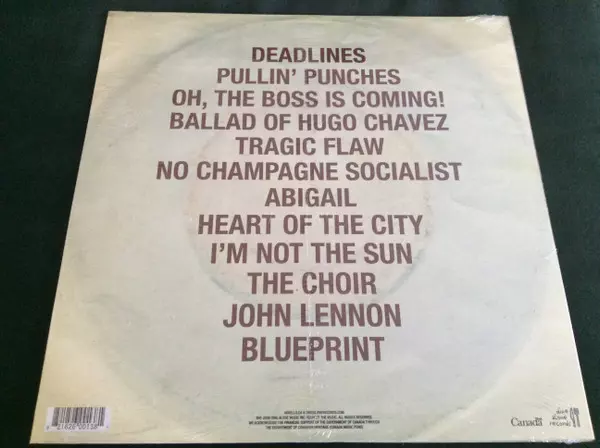 DEADLINES
PULLIN' PUNCHES
OH, THE BOSS IS COMING!
BALLAD OF HUGO CHAVEZ
TRAGIC FLAW
NO CHAMPAGNE SOCIALIST
ABIGAIL
HEART OF THE CITY
I'M NOT THE SUN
THE CHOIR
JOHN LENNON
BLUEPRINT
Canada